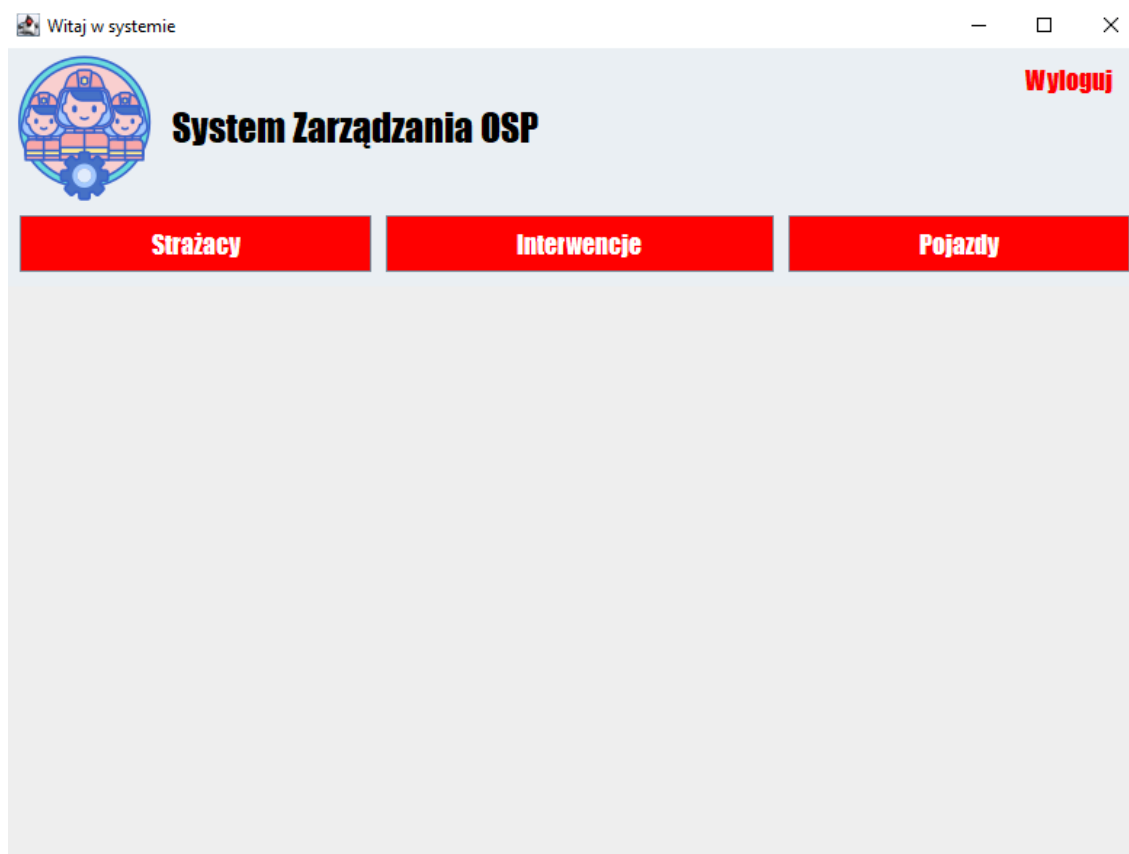 Witaj w systemie
Wyloguj
System Zarządzania OSP
Strażacy Interwencje Pojazdy